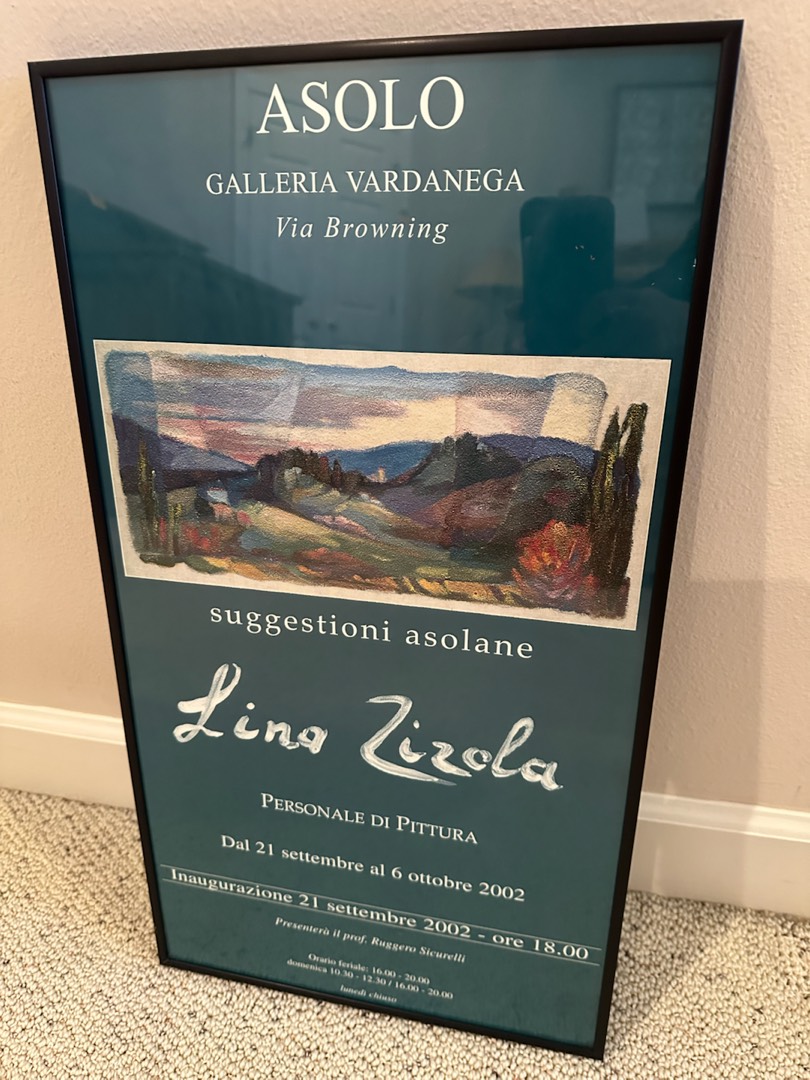 ASOLO
GALLERIA VARDANEGA
Via Browning
suggestioni asolane
Lina Zizola
PERSONALE DI PITTURA
Dal 21 settembre al 6 ottobre 2002
Inaugurazione 21 settembre 2002 - ore 18.00
Presenterà il prof. Ruggero Sicurelli
Orario feriale: 16.00 - 20.00
domenica 10.30 - 12.30 / 16.00 - 20.00
lunedì chiuso